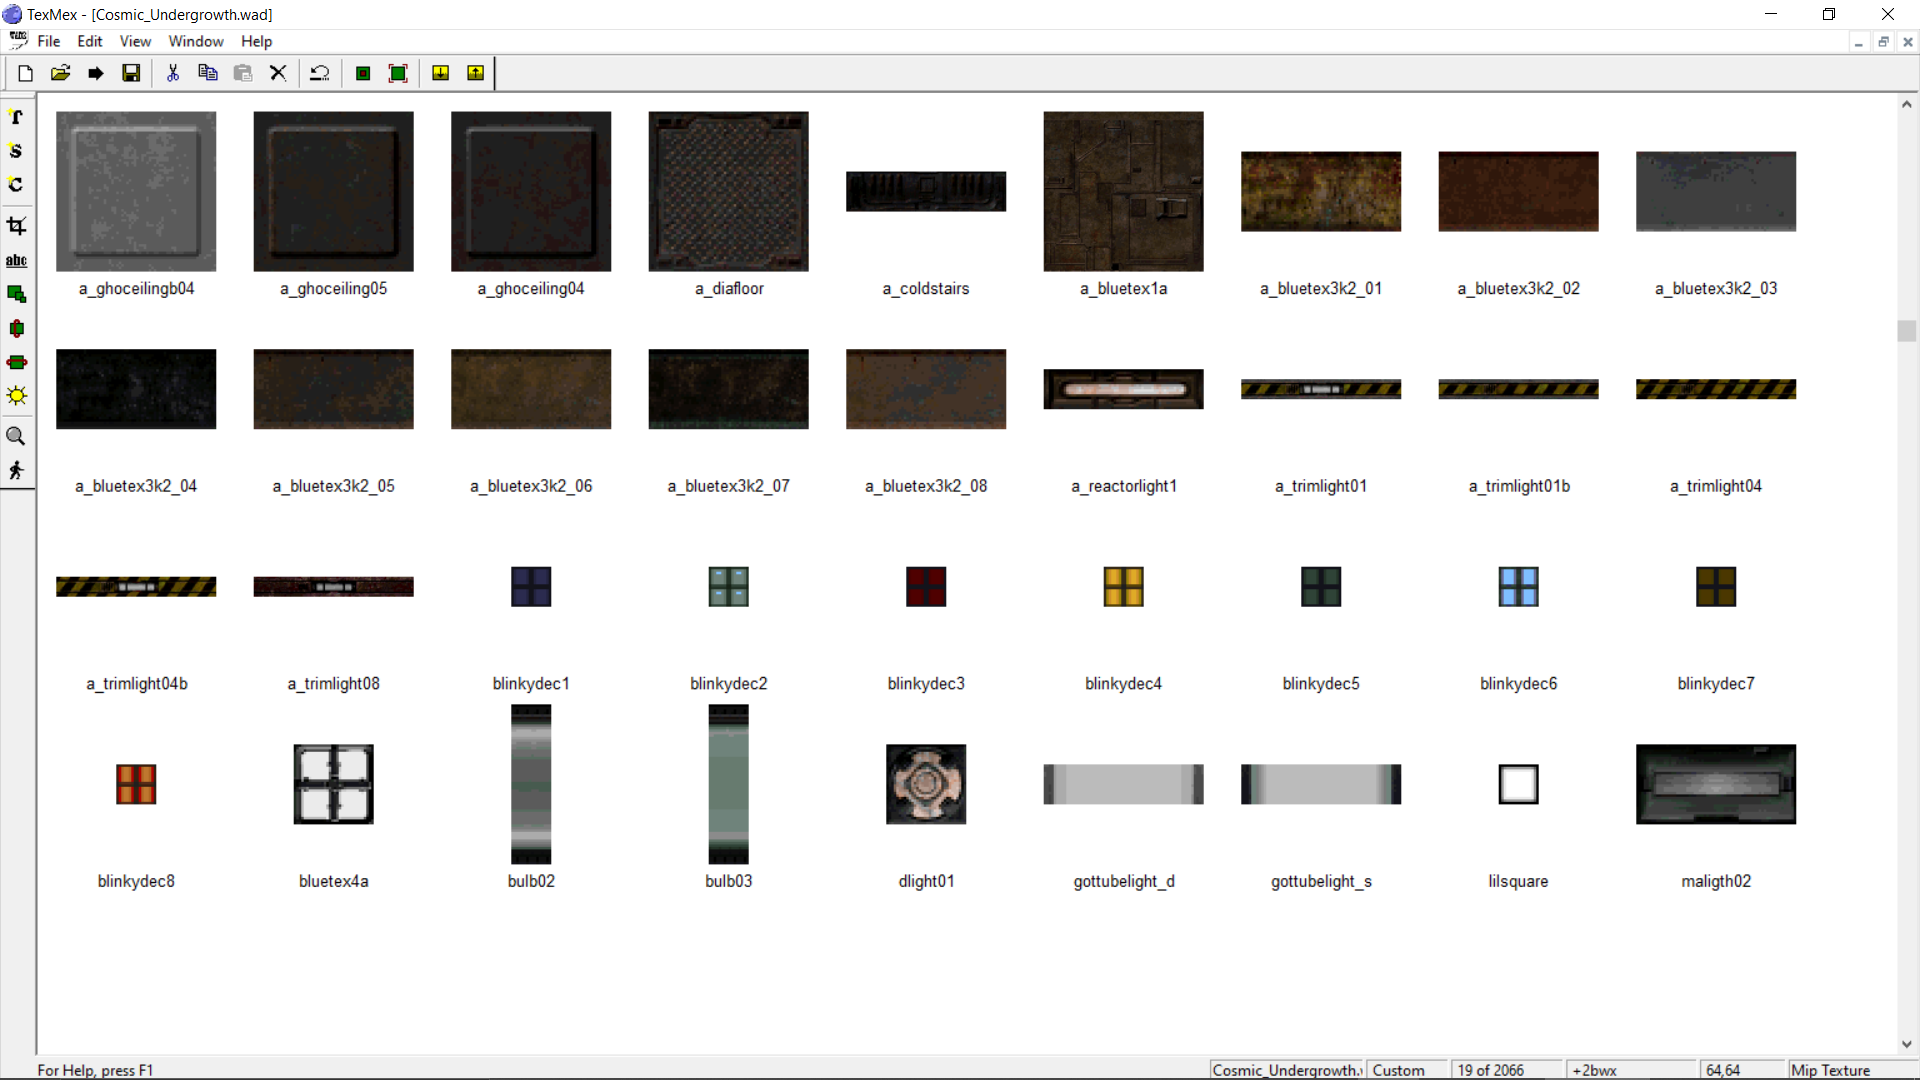 TexMex - [Cosmic_Undergrowth.wad]
File Edit View Window Help
T
S
C
abc
a_ghoceilingb04 a_ghoceiling05 a_ghoceiling04 a_diafloor a_coldstairs a_bluetex1a a_bluetex3k2_01 a_bluetex3k2_02 a_bluetex3k2_03
a_bluetex3k2_04 a_bluetex3k2_05 a_bluetex3k2_06 a_bluetex3k2_07 a_bluetex3k2_08 a_reactorlight1 a_trimlight01 a_trimlight01b a_trimlight04
a_trimlight04b a_trimlight08 blinkydec1 blinkydec2 blinkydec3 blinkydec4 blinkydec5 blinkydec6 blinkydec7
blinkydec8 bluetex4a bulb02 bulb03 dlight01 gottubelight_d gottubelight_s lilsquare maligth02
For Help, press F1 Cosmic_Undergrowth. Custom 19 of 2066 +2bwx 64,64 Mip Texture